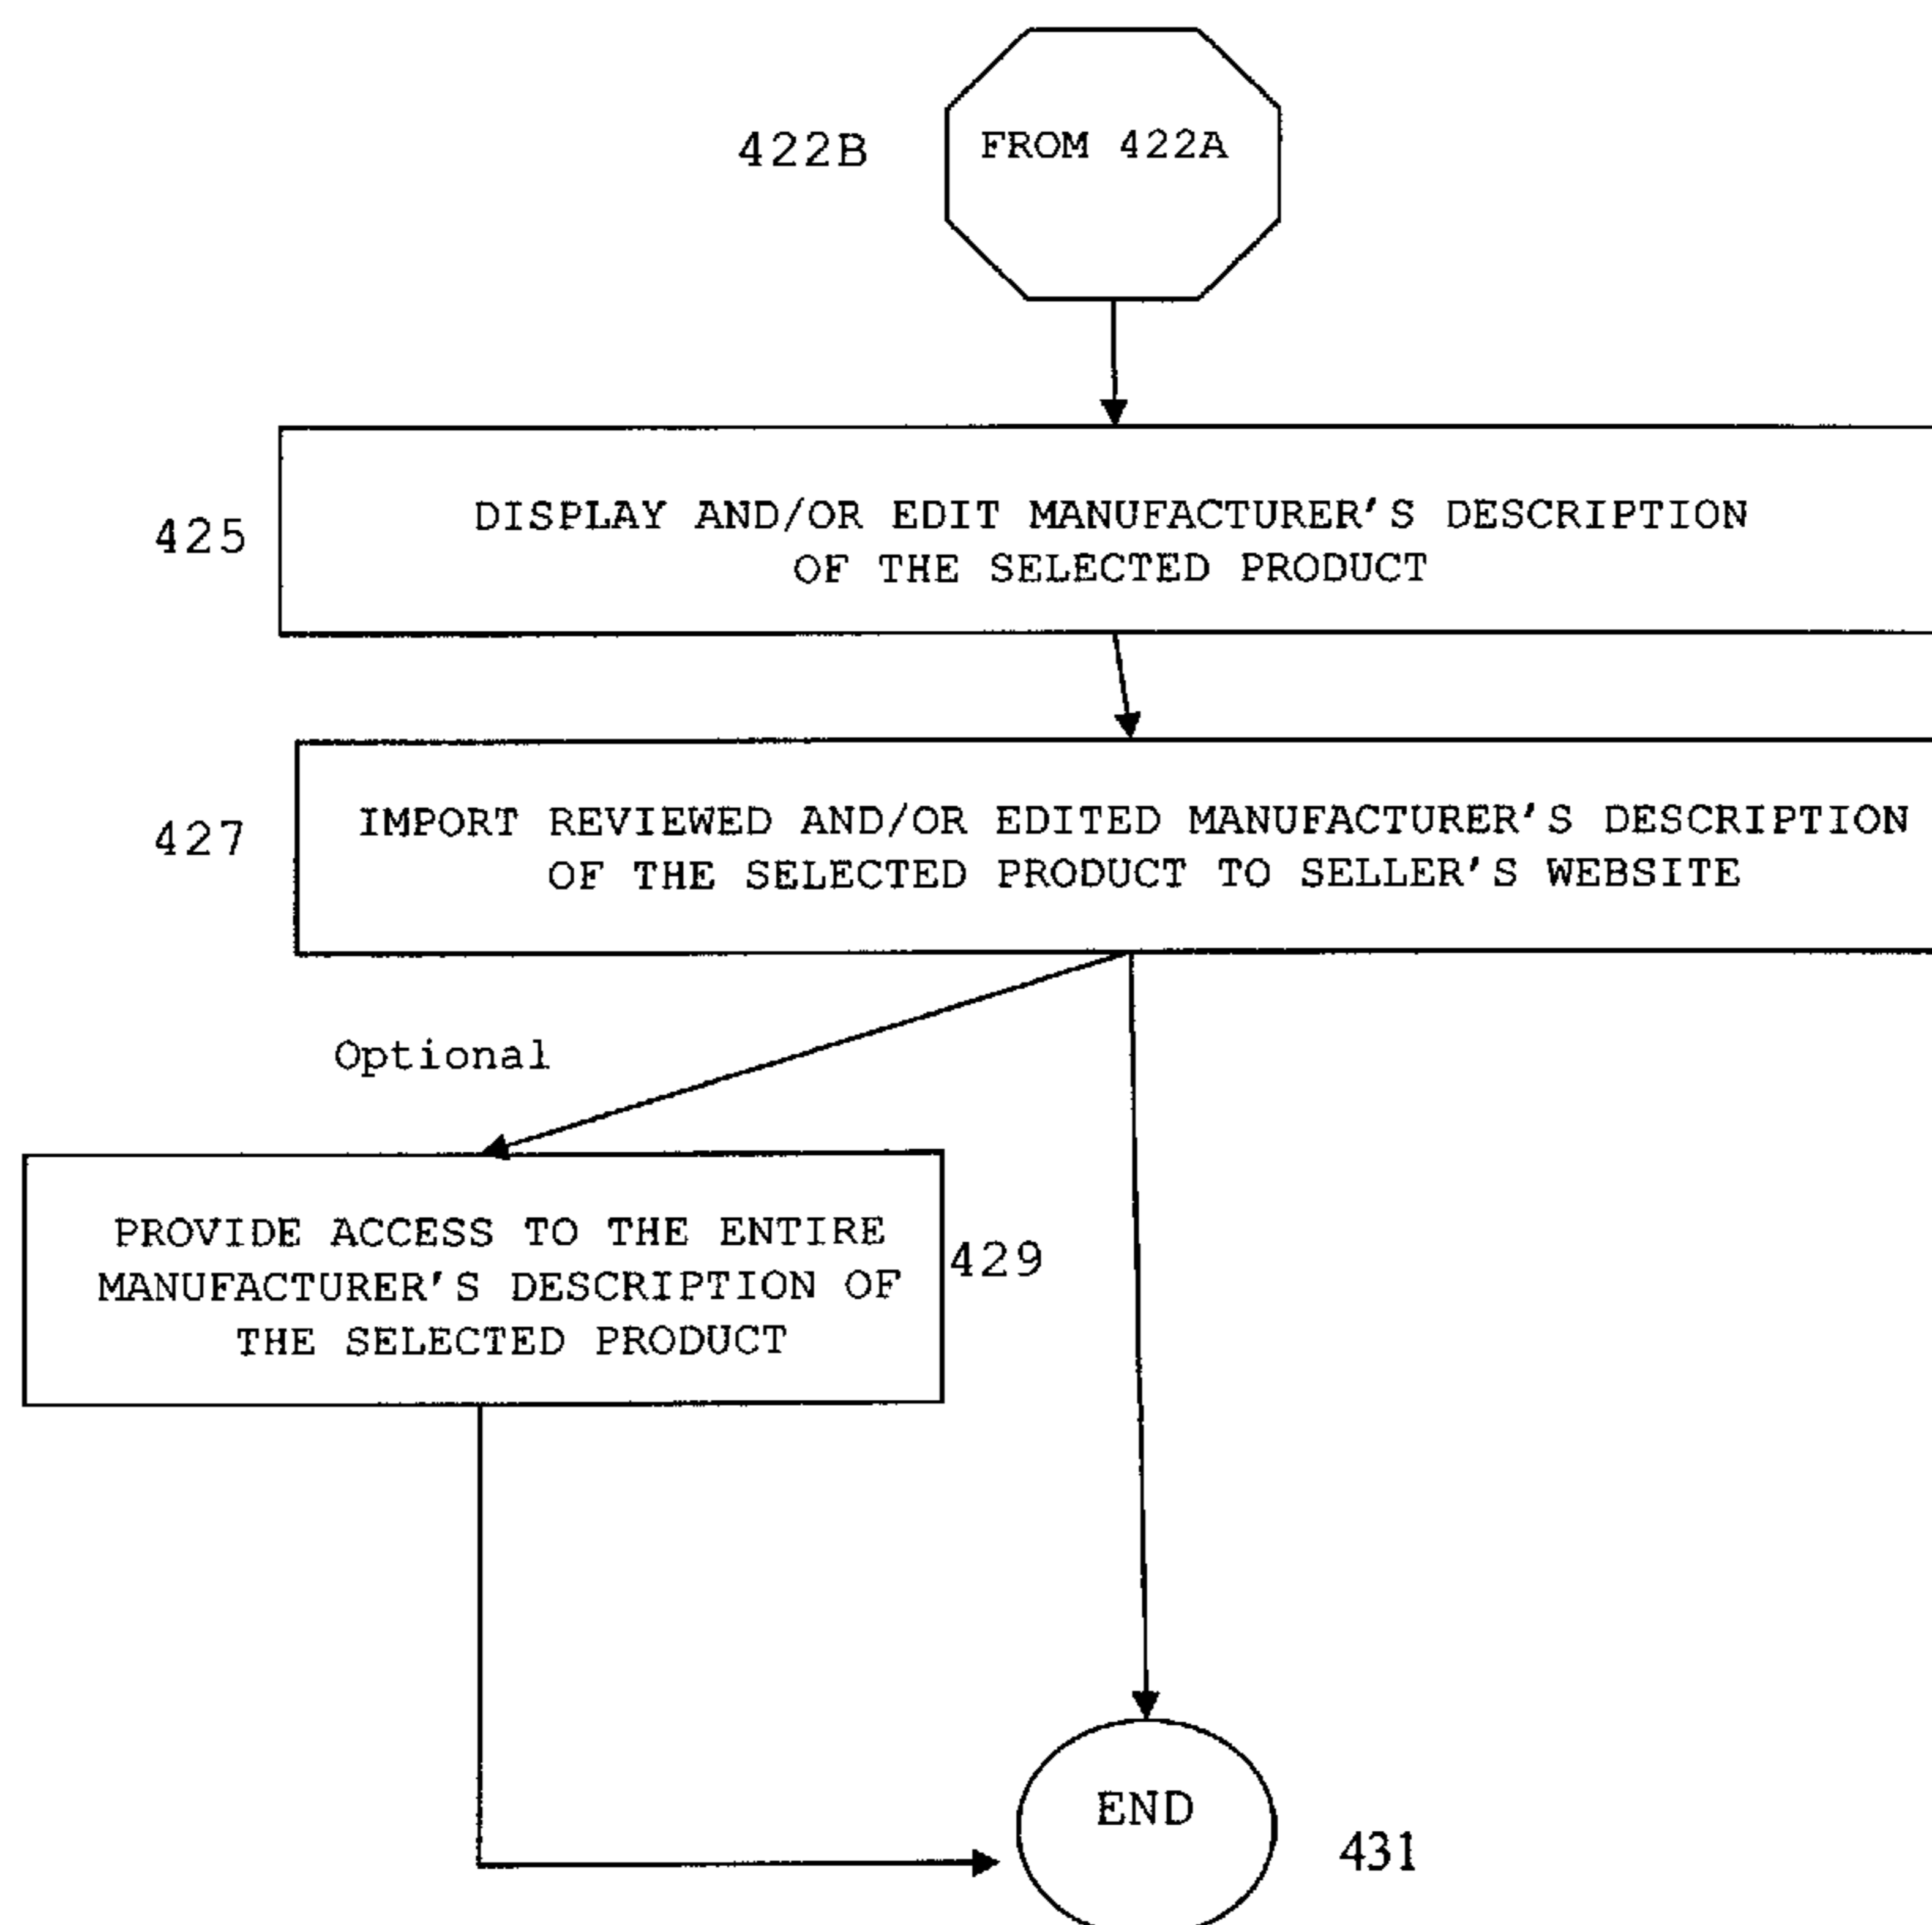 422B
FROM 422A
425
DISPLAY AND/OR EDIT MANUFACTURER'S DESCRIPTION
OF THE SELECTED PRODUCT
427
IMPORT REVIEWED AND/OR EDITED MANUFACTURER'S DESCRIPTION
OF THE SELECTED PRODUCT TO SELLER'S WEBSITE
Optional
PROVIDE ACCESS TO THE ENTIRE
MANUFACTURER'S DESCRIPTION OF
THE SELECTED PRODUCT
429
END
431